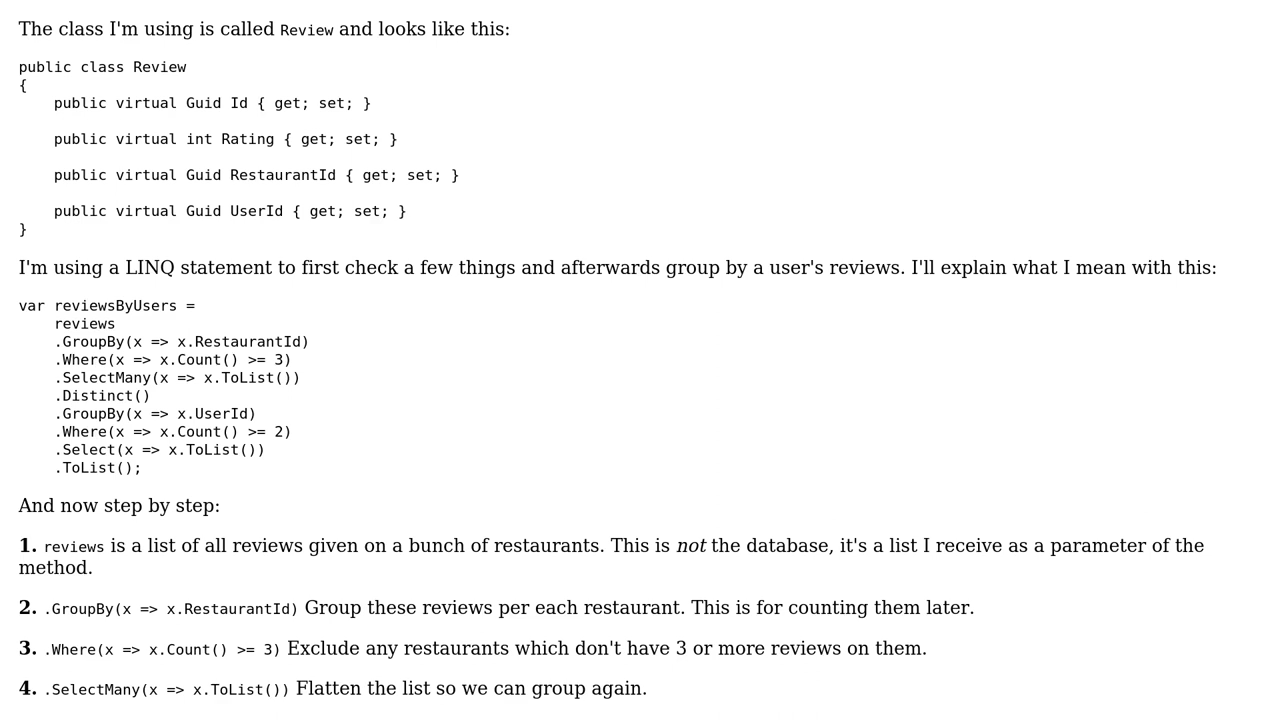 The class I'm using is called Review and looks like this:
public class Review
{
    public virtual Guid Id { get; set; }
    public virtual int Rating { get; set; }
    public virtual Guid RestaurantId { get; set; }
    public virtual Guid UserId { get; set; }
}
I'm using a LINQ statement to first check a few things and afterwards group by a user's reviews. I'll explain what I mean with this:
var reviewsByUsers =
    reviews
    .GroupBy(x => x.RestaurantId)
    .Where(x => x.Count() >= 3)
    .SelectMany(x => x.ToList())
    .Distinct()
    .GroupBy(x => x.UserId)
    .Where(x => x.Count() >= 2)
    .Select(x => x.ToList())
    .ToList();
And now step by step:
1. reviews is a list of all reviews given on a bunch of restaurants. This is not the database, it's a list I receive as a parameter of the
method.
2. .GroupBy(x => x.RestaurantId) Group these reviews per each restaurant. This is for counting them later.
3. .Where(x => x.Count() >= 3) Exclude any restaurants which don't have 3 or more reviews on them.
4. .SelectMany(x => x.ToList()) Flatten the list so we can group again.